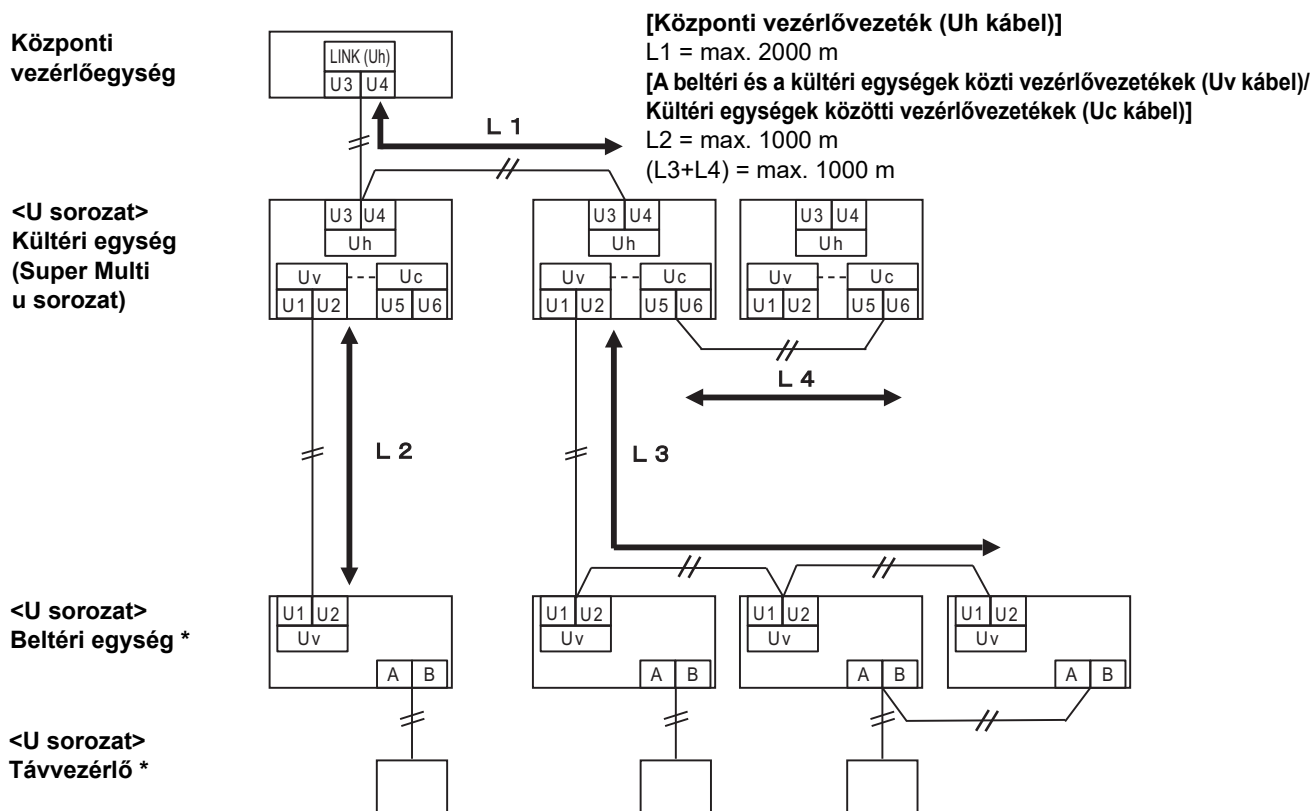 Központi
vezérlőegység
LINK (Uh)
U3 U4
[Központi vezérlővezeték (Uh kábel)]
L1 = max. 2000 m
[A beltéri és a kültéri egységek közti vezérlővezetékek (Uv kábel)/
Kültéri egységek közötti vezérlővezetékek (Uc kábel)]
L2 = max. 1000 m
(L3+L4) = max. 1000 m
L 1
<U sorozat>
Kültéri egység
(Super Multi
u sorozat)
U3 U4
Uh
Uv Uc
U1 U2 U5 U6
U3 U4
Uh
Uv Uc
U1 U2 U5 U6
U3 U4
Uh
Uv Uc
U1 U2 U5 U6
L 4
L 2
L 3
<U sorozat>
Beltéri egység *
U1 U2
Uv
A B
U1 U2
Uv
A B
U1 U2
Uv
A B
U1 U2
Uv
A B
<U sorozat>
Távvezérlő *